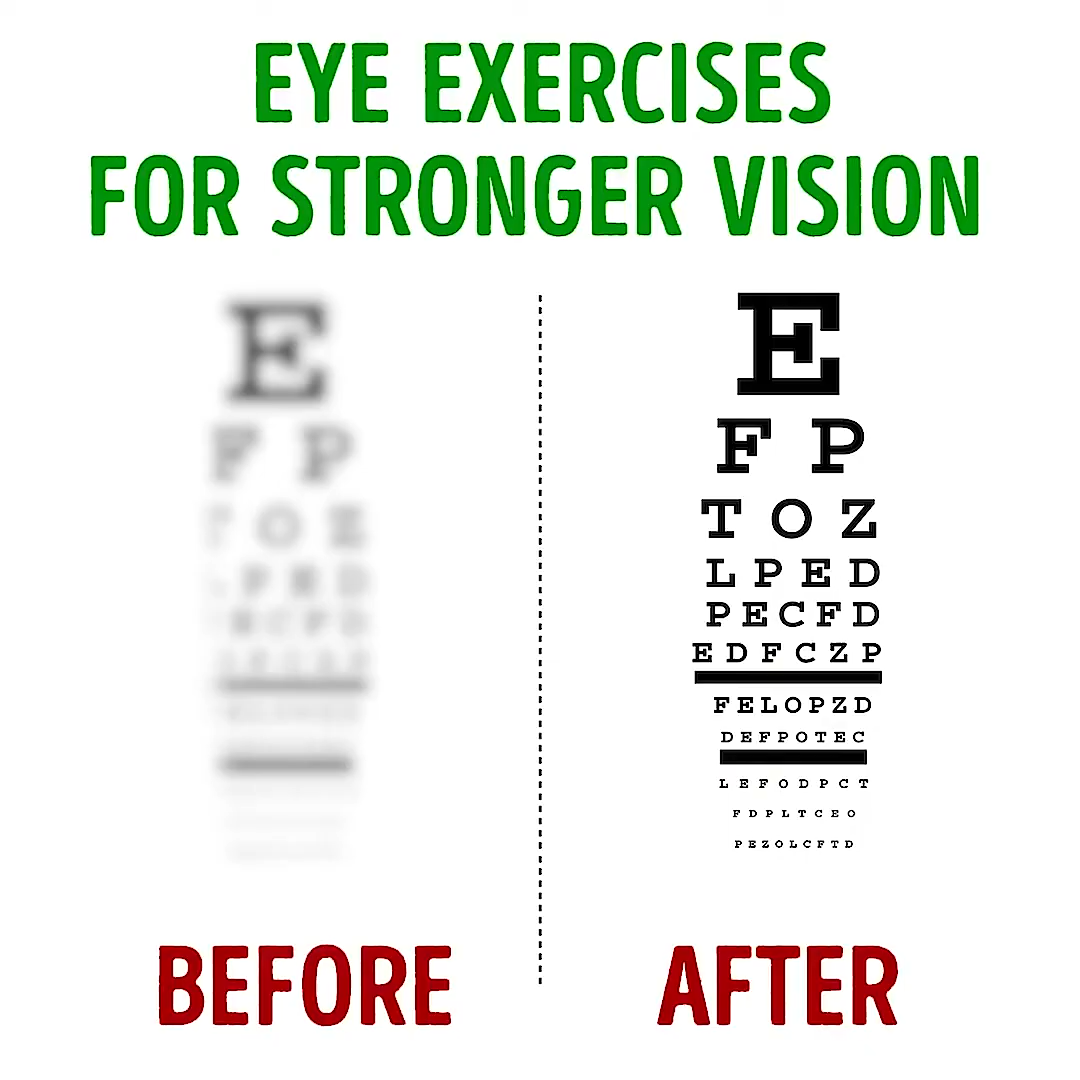 EYE EXERCISES
FOR STRONGER VISION
E
F P
T O Z
L P E D
P E C F D
E D F C Z P
F E L O P Z D
D E F P O T E C
L E F O D P C T
F D P L T C E O
P E Z O L C F T D
E
F P
T O Z
L P E D
P E C F D
E D F C Z P
F E L O P Z D
D E F P O T E C
L E F O D P C T
F D P L T C E O
P E Z O L C F T D
BEFORE
AFTER